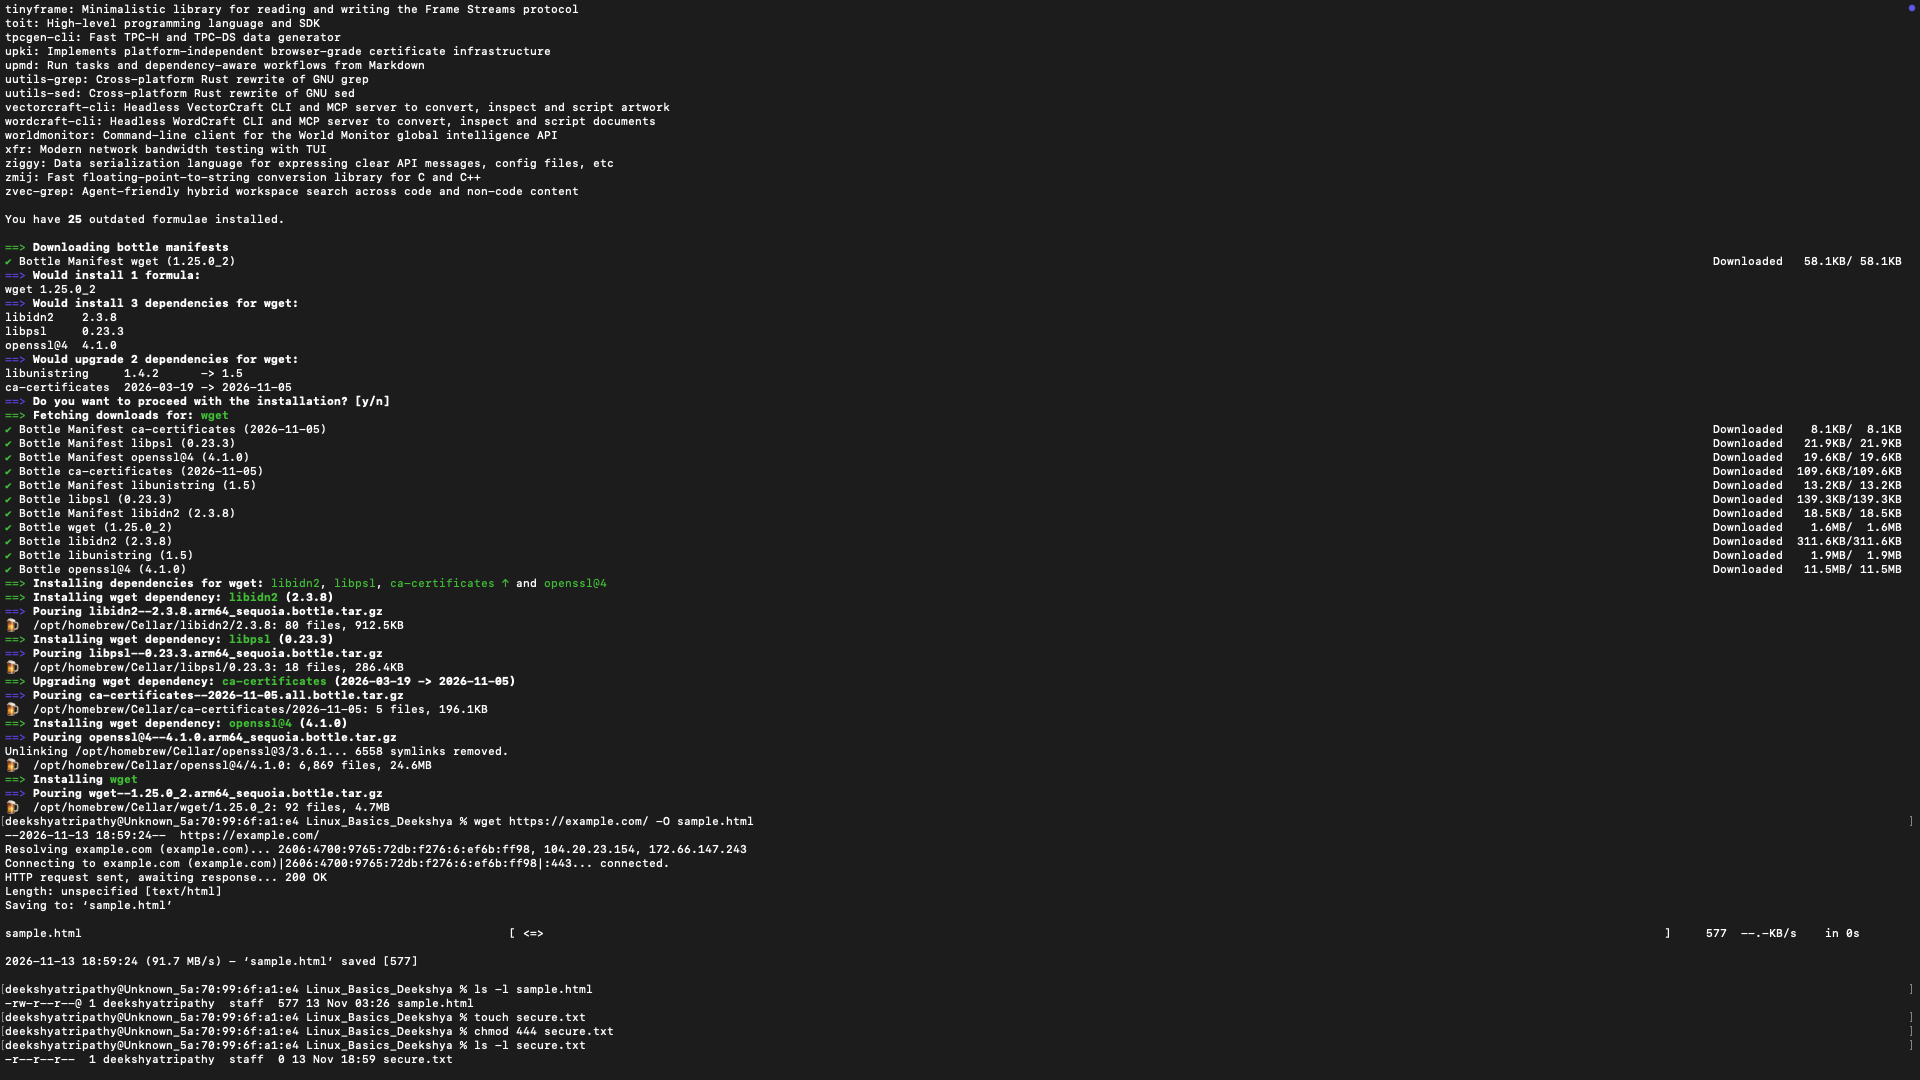 tinyframe: Minimalistic library for reading and writing the Frame Streams protocol
toit: High-level programming language and SDK
tpcgen-cli: Fast TPC-H and TPC-DS data generator
upki: Implements platform-independent browser-grade certificate infrastructure
upmd: Run tasks and dependency-aware workflows from Markdown
uutils-grep: Cross-platform Rust rewrite of GNU grep
uutils-sed: Cross-platform Rust rewrite of GNU sed
vectorcraft-cli: Headless VectorCraft CLI and MCP server to convert, inspect and script artwork
wordcraft-cli: Headless WordCraft CLI and MCP server to convert, inspect and script documents
worldmonitor: Command-line client for the World Monitor global intelligence API
xfr: Modern network bandwidth testing with TUI
ziggy: Data serialization language for expressing clear API messages, config files, etc
zmij: Fast floating-point-to-string conversion library for C and C++
zvec-grep: Agent-friendly hybrid workspace search across code and non-code content
You have 25 outdated formulae installed.
==> Downloading bottle manifests
✔ Bottle Manifest wget (1.25.0_2) Downloaded 58.1KB/ 58.1KB
==> Would install 1 formula:
wget 1.25.0_2
==> Would install 3 dependencies for wget:
libidn2 2.3.8
libpsl 0.23.3
openssl@4 4.1.0
==> Would upgrade 2 dependencies for wget:
libunistring 1.4.2 -> 1.5
ca-certificates 2026-03-19 -> 2026-11-05
==> Do you want to proceed with the installation? [y/n]
==> Fetching downloads for: wget
✔ Bottle Manifest ca-certificates (2026-11-05) Downloaded 8.1KB/ 8.1KB
✔ Bottle Manifest libpsl (0.23.3) Downloaded 21.9KB/ 21.9KB
✔ Bottle Manifest openssl@4 (4.1.0) Downloaded 19.6KB/ 19.6KB
✔ Bottle ca-certificates (2026-11-05) Downloaded 109.6KB/109.6KB
✔ Bottle Manifest libunistring (1.5) Downloaded 13.2KB/ 13.2KB
✔ Bottle libpsl (0.23.3) Downloaded 139.3KB/139.3KB
✔ Bottle Manifest libidn2 (2.3.8) Downloaded 18.5KB/ 18.5KB
✔ Bottle wget (1.25.0_2) Downloaded 1.6MB/ 1.6MB
✔ Bottle libidn2 (2.3.8) Downloaded 311.6KB/311.6KB
✔ Bottle libunistring (1.5) Downloaded 1.9MB/ 1.9MB
✔ Bottle openssl@4 (4.1.0) Downloaded 11.5MB/ 11.5MB
==> Installing dependencies for wget: libidn2, libpsl, ca-certificates ↑ and openssl@4
==> Installing wget dependency: libidn2 (2.3.8)
==> Pouring libidn2--2.3.8.arm64_sequoia.bottle.tar.gz
🍺 /opt/homebrew/Cellar/libidn2/2.3.8: 80 files, 912.5KB
==> Installing wget dependency: libpsl (0.23.3)
==> Pouring libpsl--0.23.3.arm64_sequoia.bottle.tar.gz
🍺 /opt/homebrew/Cellar/libpsl/0.23.3: 18 files, 286.4KB
==> Upgrading wget dependency: ca-certificates (2026-03-19 -> 2026-11-05)
==> Pouring ca-certificates--2026-11-05.all.bottle.tar.gz
🍺 /opt/homebrew/Cellar/ca-certificates/2026-11-05: 5 files, 196.1KB
==> Installing wget dependency: openssl@4 (4.1.0)
==> Pouring openssl@4--4.1.0.arm64_sequoia.bottle.tar.gz
Unlinking /opt/homebrew/Cellar/openssl@3/3.6.1... 6558 symlinks removed.
🍺 /opt/homebrew/Cellar/openssl@4/4.1.0: 6,869 files, 24.6MB
==> Installing wget
==> Pouring wget--1.25.0_2.arm64_sequoia.bottle.tar.gz
🍺 /opt/homebrew/Cellar/wget/1.25.0_2: 92 files, 4.7MB
[deekshyatripathy@Unknown_5a:70:99:6f:a1:e4 Linux_Basics_Deekshya % wget https://example.com/ -O sample.html ]
--2026-11-13 18:59:24-- https://example.com/
Resolving example.com (example.com)... 2606:4700:9765:72db:f276:6:ef6b:ff98, 104.20.23.154, 172.66.147.243
Connecting to example.com (example.com)|2606:4700:9765:72db:f276:6:ef6b:ff98|:443... connected.
HTTP request sent, awaiting response... 200 OK
Length: unspecified [text/html]
Saving to: ‘sample.html’
sample.html [ <=> ] 577 --.-KB/s in 0s
2026-11-13 18:59:24 (91.7 MB/s) - ‘sample.html’ saved [577]
[deekshyatripathy@Unknown_5a:70:99:6f:a1:e4 Linux_Basics_Deekshya % ls -l sample.html ]
-rw-r--r--@ 1 deekshyatripathy staff 577 13 Nov 03:26 sample.html
[deekshyatripathy@Unknown_5a:70:99:6f:a1:e4 Linux_Basics_Deekshya % touch secure.txt ]
[deekshyatripathy@Unknown_5a:70:99:6f:a1:e4 Linux_Basics_Deekshya % chmod 444 secure.txt ]
[deekshyatripathy@Unknown_5a:70:99:6f:a1:e4 Linux_Basics_Deekshya % ls -l secure.txt ]
-r--r--r-- 1 deekshyatripathy staff 0 13 Nov 18:59 secure.txt